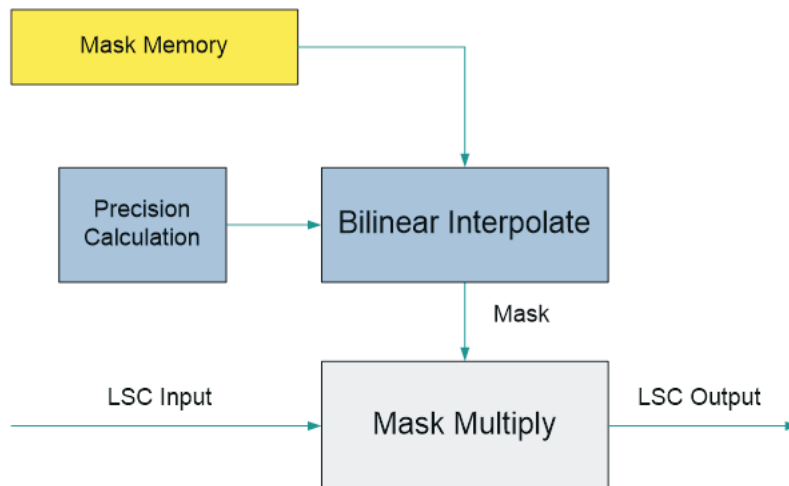 Mask Memory
Precision
Calculation
Bilinear Interpolate
Mask
LSC Input
Mask Multiply
LSC Output